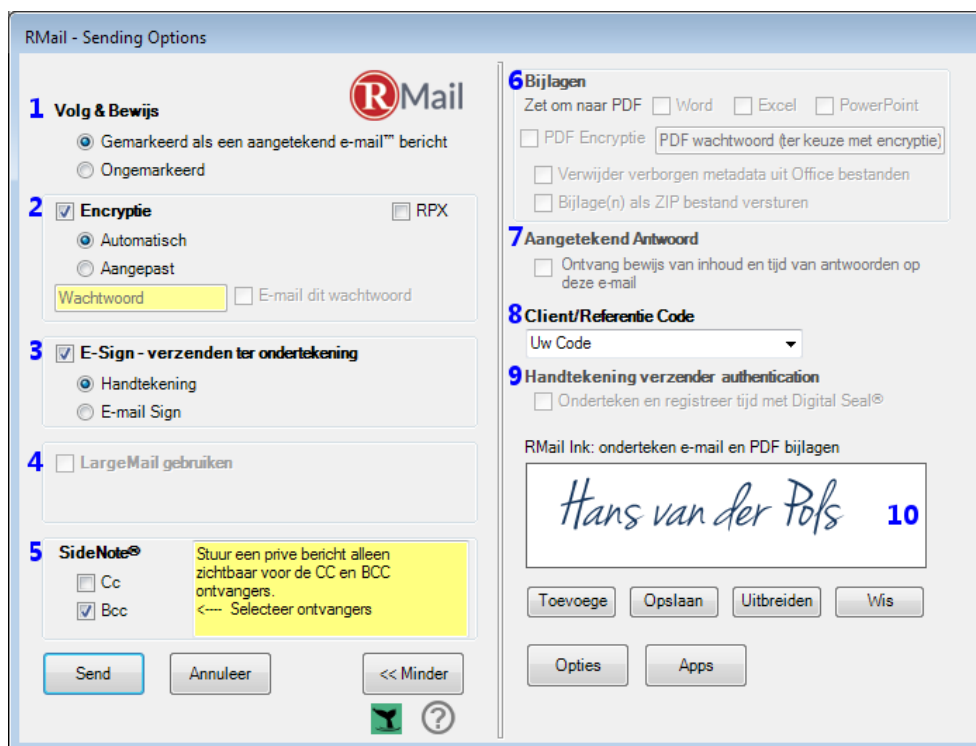 RMail - Sending Options
RMail
1 Volg & Bewijs
Gemarkeerd als een aangetekend e-mail™ bericht
Ongemarkeerd
2 Encryptie RPX
Automatisch
Aangepast
Wachtwoord E-mail dit wachtwoord
3 E-Sign - verzenden ter ondertekening
Handtekening
E-mail Sign
4 LargeMail gebruiken
5 SideNote®
Cc
Bcc
Stuur een prive bericht alleen
zichtbaar voor de CC en BCC
ontvangers.
<---- Selecteer ontvangers
Send Annuleer << Minder
?
6 Bijlagen
Zet om naar PDF Word Excel PowerPoint
PDF Encryptie PDF wachtwoord (ter keuze met encryptie)
Verwijder verborgen metadata uit Office bestanden
Bijlage(n) als ZIP bestand versturen
7 Aangetekend Antwoord
Ontvang bewijs van inhoud en tijd van antwoorden op
deze e-mail
8 Client/Referentie Code
Uw Code
9 Handtekening verzender authentication
Onderteken en registreer tijd met Digital Seal®
RMail Ink: onderteken e-mail en PDF bijlagen
Hans van der Pols 10
Toevoege Opslaan Uitbreiden Wis
Opties Apps